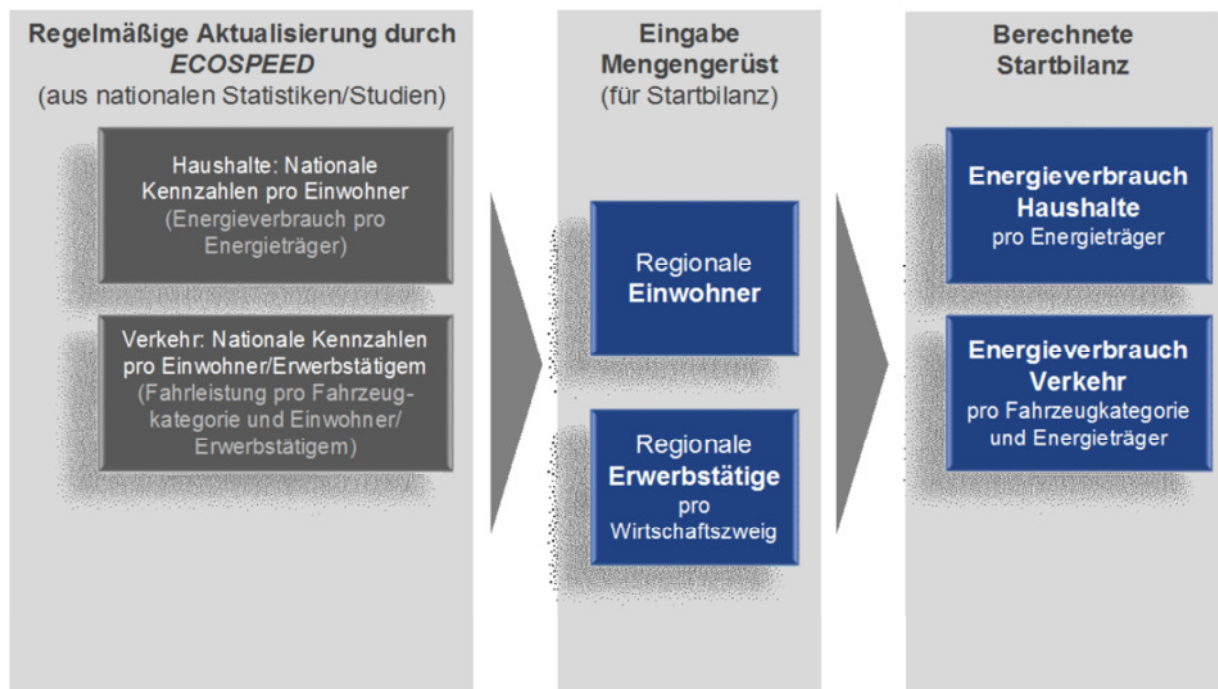 Regelmäßige Aktualisierung durch
ECOSPEED
(aus nationalen Statistiken/Studien)
Haushalte: Nationale
Kennzahlen pro Einwohner
(Energieverbrauch pro
Energieträger)
Verkehr: Nationale Kennzahlen
pro Einwohner/Erwerbstätigem
(Fahrleistung pro Fahrzeug-
kategorie und Einwohner/
Erwerbstätigem)
Eingabe
Mengengerüst
(für Startbilanz)
Regionale
Einwohner
Regionale
Erwerbstätige
pro
Wirtschaftszweig
Berechnete
Startbilanz
Energieverbrauch
Haushalte
pro Energieträger
Energieverbrauch
Verkehr
pro Fahrzeugkategorie
und Energieträger